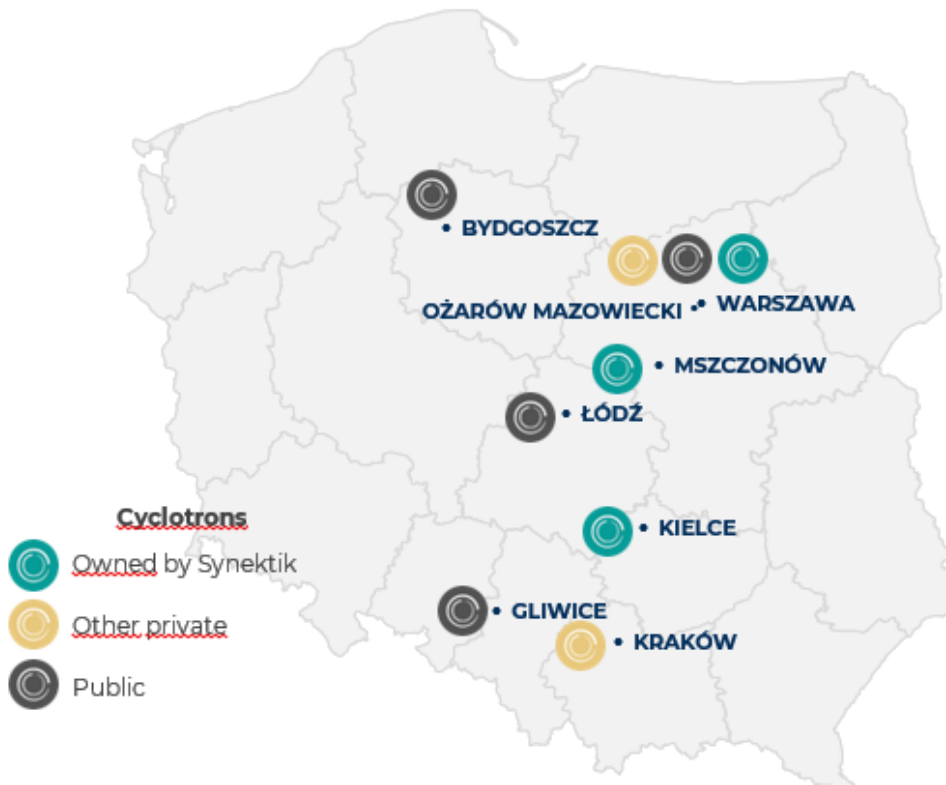 BYDGOSZCZ
OŻARÓW MAZOWIECKI
WARSZAWA
MSZCZONÓW
ŁÓDŹ
KIELCE
GLIWICE
KRAKÓW
Cyclotrons
Owned by Synektik
Other private
Public